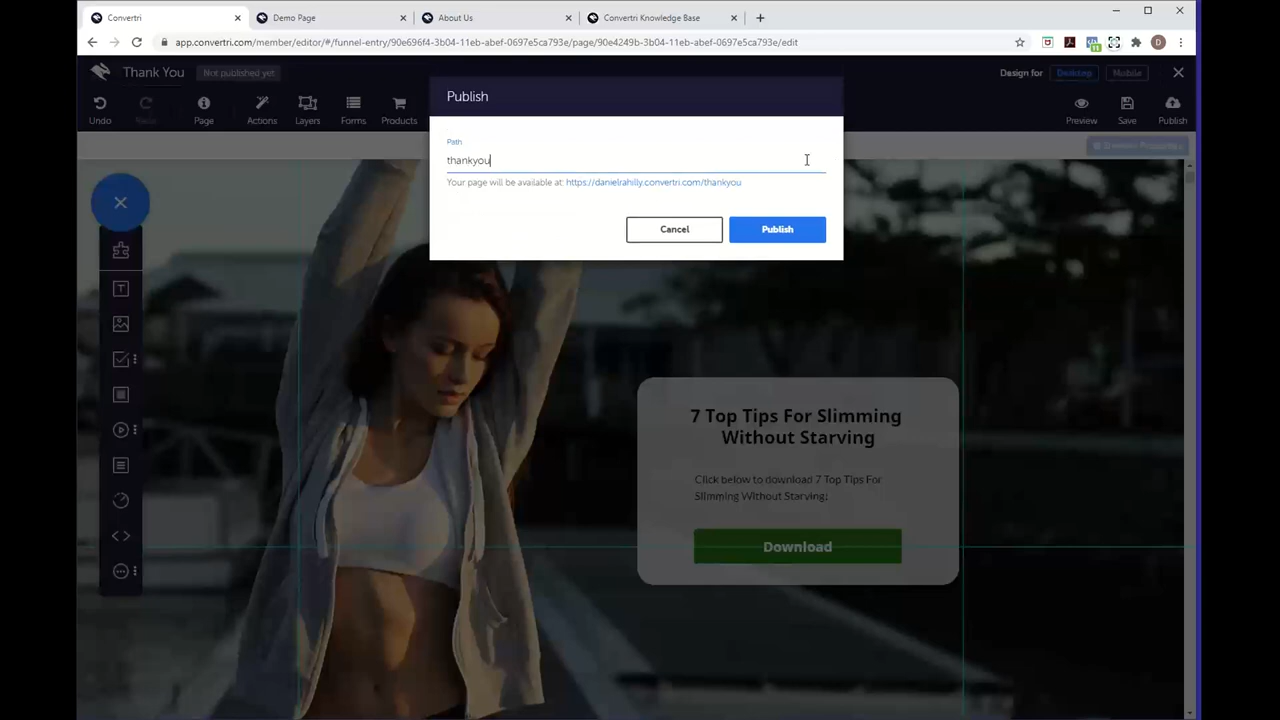 Convertri
Demo Page
About Us
Convertri Knowledge Base
app.convertri.com/member/editor/#/funnel-entry/90e696f4-3b04-11eb-abef-0697e5ca793e/page/90e4249b-3b04-11eb-abef-0697e5ca793e/edit
11
D
Thank You
Not published yet
Design for
Desktop
Mobile
Undo
Page
Actions
Layers
Forms
Products
Preview
Save
Publish
Publish
Path
thankyou
Your page will be available at: https://danielrahilly.convertri.com/thankyou
Cancel
Publish
7 Top Tips For Slimming
Without Starving
Click below to download 7 Top Tips For
Slimming Without Starving:
Download